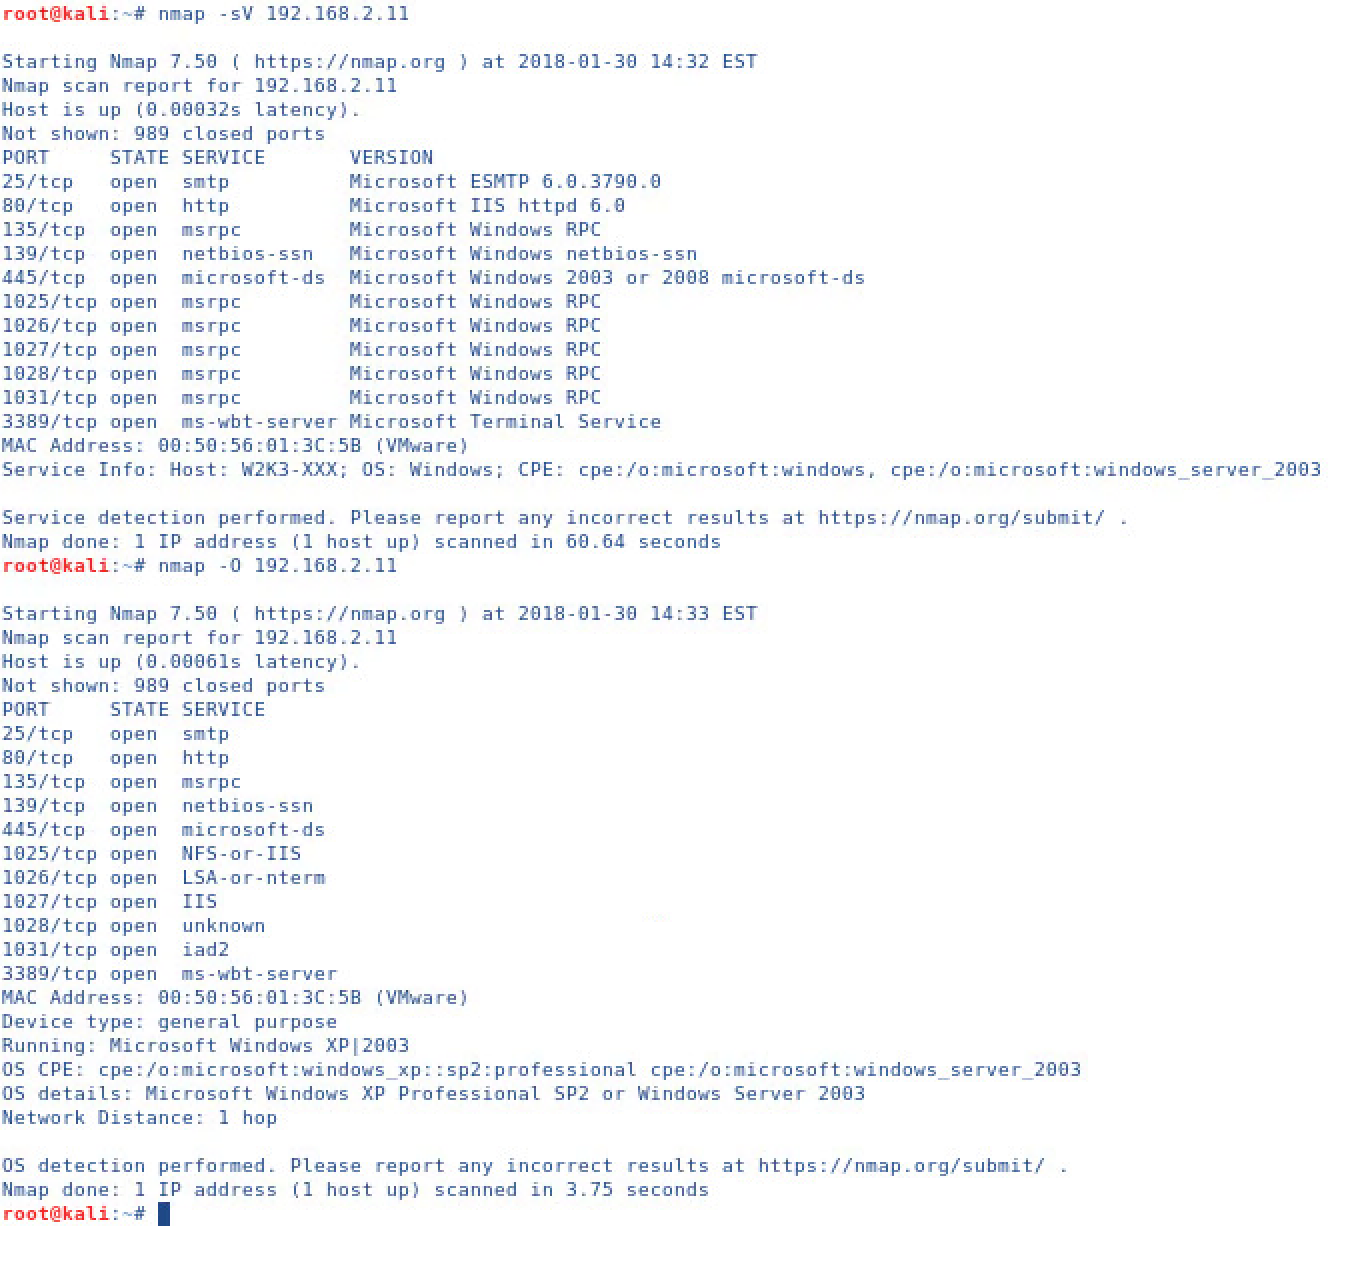 root@kali:~# nmap -sV 192.168.2.11
Starting Nmap 7.50 ( https://nmap.org ) at 2018-01-30 14:32 EST
Nmap scan report for 192.168.2.11
Host is up (0.00032s latency).
Not shown: 989 closed ports
PORT     STATE SERVICE       VERSION
25/tcp   open  smtp          Microsoft ESMTP 6.0.3790.0
80/tcp   open  http          Microsoft IIS httpd 6.0
135/tcp  open  msrpc         Microsoft Windows RPC
139/tcp  open  netbios-ssn   Microsoft Windows netbios-ssn
445/tcp  open  microsoft-ds  Microsoft Windows 2003 or 2008 microsoft-ds
1025/tcp open  msrpc         Microsoft Windows RPC
1026/tcp open  msrpc         Microsoft Windows RPC
1027/tcp open  msrpc         Microsoft Windows RPC
1028/tcp open  msrpc         Microsoft Windows RPC
1031/tcp open  msrpc         Microsoft Windows RPC
3389/tcp open  ms-wbt-server Microsoft Terminal Service
MAC Address: 00:50:56:01:3C:5B (VMware)
Service Info: Host: W2K3-XXX; OS: Windows; CPE: cpe:/o:microsoft:windows, cpe:/o:microsoft:windows_server_2003
Service detection performed. Please report any incorrect results at https://nmap.org/submit/ .
Nmap done: 1 IP address (1 host up) scanned in 60.64 seconds
root@kali:~# nmap -O 192.168.2.11
Starting Nmap 7.50 ( https://nmap.org ) at 2018-01-30 14:33 EST
Nmap scan report for 192.168.2.11
Host is up (0.00061s latency).
Not shown: 989 closed ports
PORT     STATE SERVICE
25/tcp   open  smtp
80/tcp   open  http
135/tcp  open  msrpc
139/tcp  open  netbios-ssn
445/tcp  open  microsoft-ds
1025/tcp open  NFS-or-IIS
1026/tcp open  LSA-or-nterm
1027/tcp open  IIS
1028/tcp open  unknown
1031/tcp open  iad2
3389/tcp open  ms-wbt-server
MAC Address: 00:50:56:01:3C:5B (VMware)
Device type: general purpose
Running: Microsoft Windows XP|2003
OS CPE: cpe:/o:microsoft:windows_xp::sp2:professional cpe:/o:microsoft:windows_server_2003
OS details: Microsoft Windows XP Professional SP2 or Windows Server 2003
Network Distance: 1 hop
OS detection performed. Please report any incorrect results at https://nmap.org/submit/ .
Nmap done: 1 IP address (1 host up) scanned in 3.75 seconds
root@kali:~#